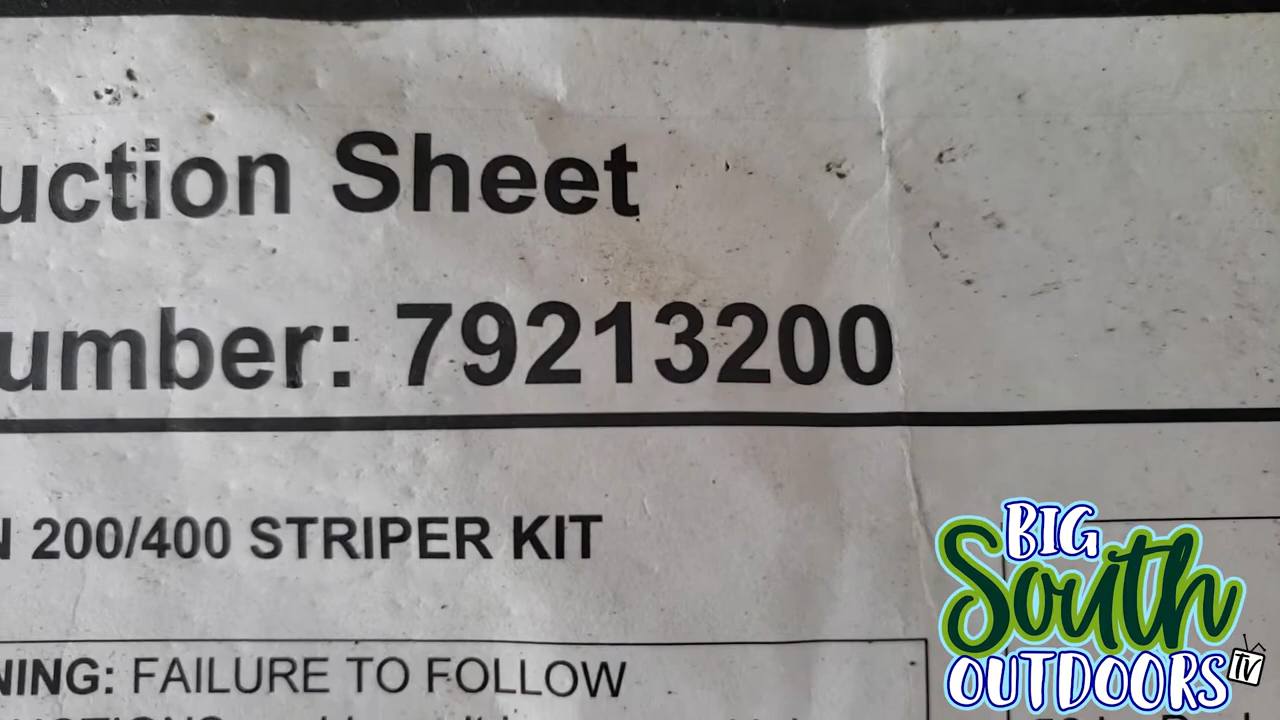 uction Sheet
umber: 79213200
N 200/400 STRIPER KIT
NING: FAILURE TO FOLLOW
BIG
South
OUTDOORS
TV